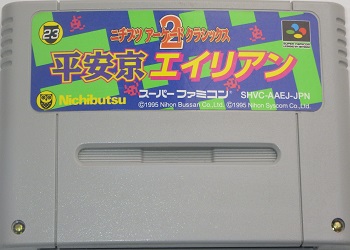 23
ニチブツアーケードクラシックス
2
平安京エイリアン
Nichibutsu
スーパーファミコン
SHVC-AAEJ-JPN
©1995 Nihon Bussan Co.,Ltd. ©1995 Nihon Syscom Co.,Ltd.